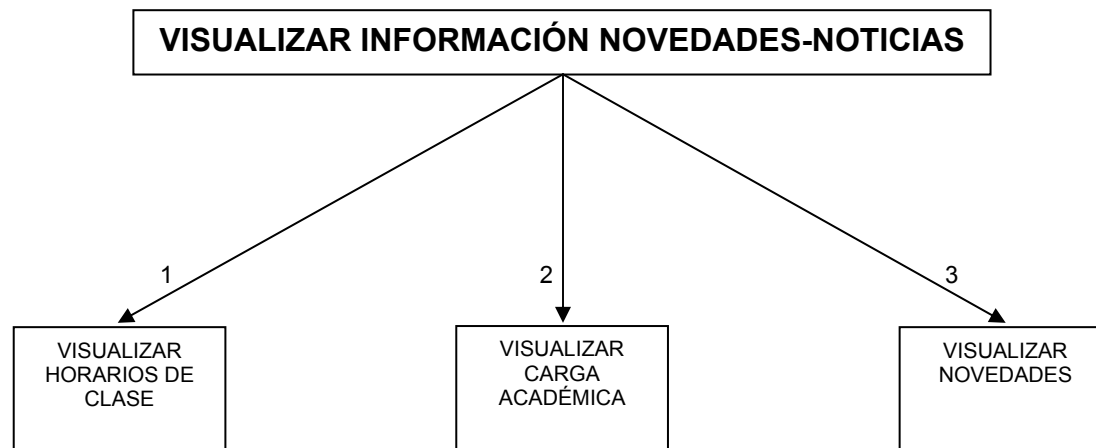 VISUALIZAR INFORMACIÓN NOVEDADES-NOTICIAS
1
2
3
VISUALIZAR
HORARIOS DE
CLASE
VISUALIZAR
CARGA
ACADÉMICA
VISUALIZAR
NOVEDADES